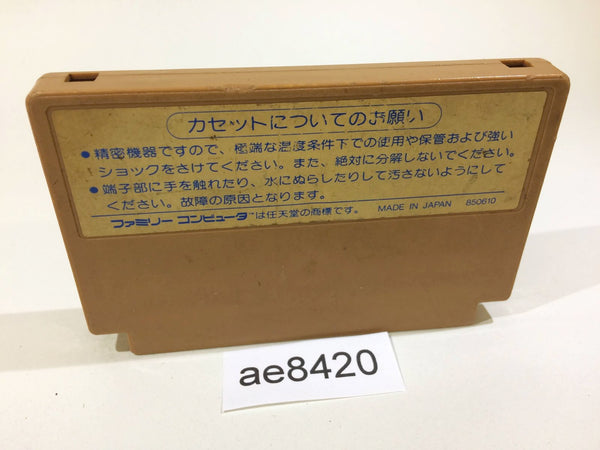 カセットについてのお願い
● 精密機器ですので、極端な温度条件下での使用や保管および強い
ショックをさけてください。また、絶対に分解しないでください。
● 端子部に手を触れたり、水にぬらしたりして汚さないようにして
ください。故障の原因となります。
ファミリー コンピュータは任天堂の商標です。 MADE IN JAPAN 850610
ae8420